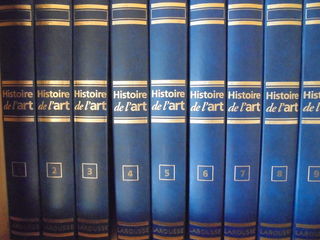 Histoire
de l'art
1
LAROUSSE
Histoire
de l'art
2
LAROUSSE
Histoire
de l'art
3
LAROUSSE
Histoire
de l'art
4
LAROUSSE
Histoire
de l'art
5
LAROUSSE
Histoire
de l'art
6
LAROUSSE
Histoire
de l'art
7
LAROUSSE
Histoire
de l'art
8
LAROUSSE
Histoire
de l'art
9